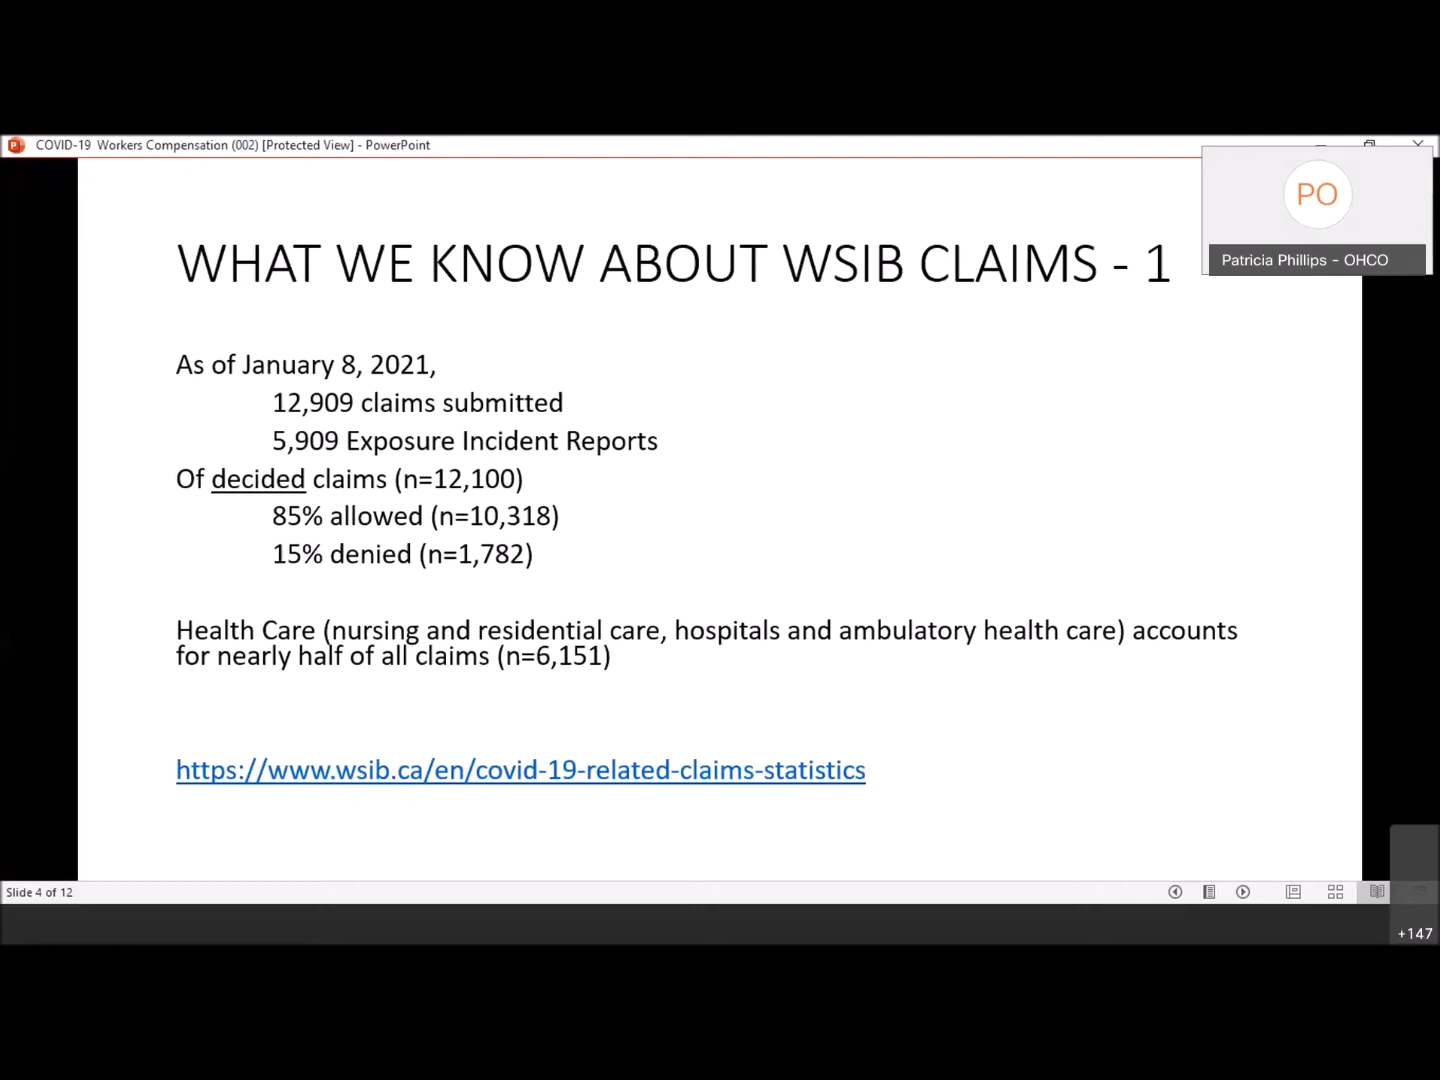 COVID-19 Workers Compensation (002) [Protected View] - PowerPoint
PO
Patricia Phillips - OHCO
WHAT WE KNOW ABOUT WSIB CLAIMS - 1
As of January 8, 2021,
12,909 claims submitted
5,909 Exposure Incident Reports
Of decided claims (n=12,100)
85% allowed (n=10,318)
15% denied (n=1,782)
Health Care (nursing and residential care, hospitals and ambulatory health care) accounts
for nearly half of all claims (n=6,151)
https://www.wsib.ca/en/covid-19-related-claims-statistics
Slide 4 of 12
+147